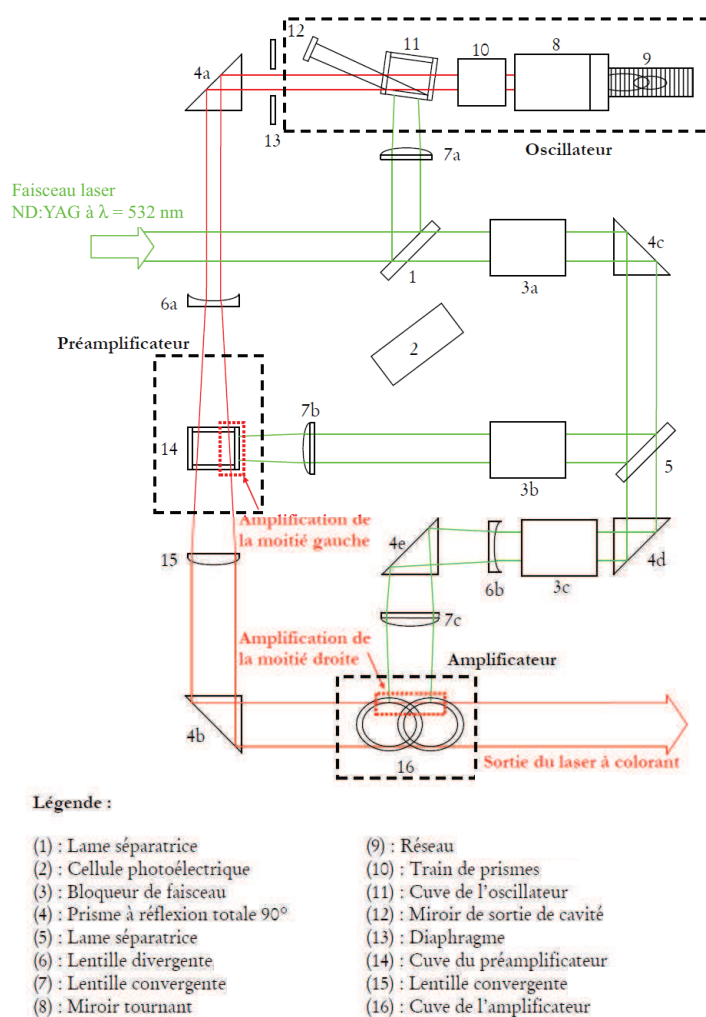 12
11
10
8
9
4a
13
7a
Oscillateur
Faisceau laser
ND:YAG à λ = 532 nm
1
3a
4c
6a
2
Préamplificateur
7b
14
3b
5
Amplification de
la moitié gauche
4e
15
6b
3c
4d
7c
Amplification de
la moitié droite
Amplificateur
4b
16
Sortie du laser à colorant
Légende :
(1) : Lame séparatrice
(2) : Cellule photoélectrique
(3) : Bloqueur de faisceau
(4) : Prisme à réflexion totale 90°
(5) : Lame séparatrice
(6) : Lentille divergente
(7) : Lentille convergente
(8) : Miroir tournant
(9) : Réseau
(10) : Train de prismes
(11) : Cuve de l'oscillateur
(12) : Miroir de sortie de cavité
(13) : Diaphragme
(14) : Cuve du préamplificateur
(15) : Lentille convergente
(16) : Cuve de l'amplificateur